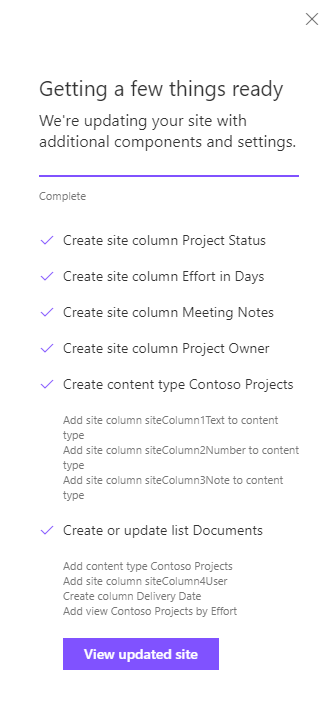 Getting a few things ready
We're updating your site with
additional components and settings.
Complete
Create site column Project Status
Create site column Effort in Days
Create site column Meeting Notes
Create site column Project Owner
Create content type Contoso Projects
Add site column siteColumn1Text to content
type
Add site column siteColumn2Number to content
type
Add site column siteColumn3Note to content
type
Create or update list Documents
Add content type Contoso Projects
Add site column siteColumn4User
Create column Delivery Date
Add view Contoso Projects by Effort
View updated site